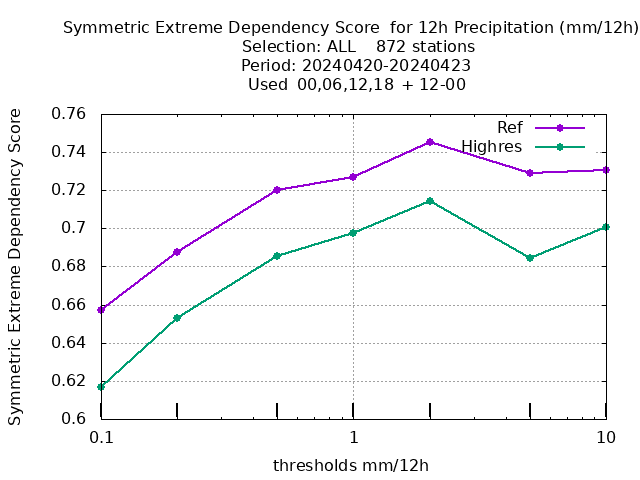 Symmetric Extreme Dependency Score  for 12h Precipitation (mm/12h)
Selection: ALL    872 stations
Period: 20240420-20240423
Used  00,06,12,18  + 12-00
Ref
Highres
Symmetric Extreme Dependency Score
0.76
0.74
0.72
0.7
0.68
0.66
0.64
0.62
0.6
0.1
1
10
thresholds mm/12h